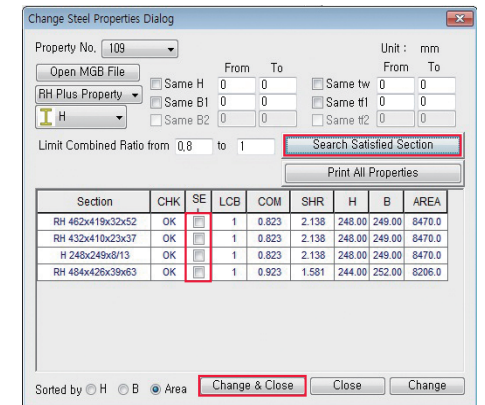 Change Steel Properties Dialog
Property No. 109
Unit : mm
Open MGB File
From To
From To
RH Plus Property
Same H 0 0
Same tw 0 0
Same B1 0 0
Same tf1 0 0
H
Same B2 0 0
Same tf2 0 0
Limit Combined Ratio from 0.8 to 1
Search Satisfied Section
Print All Properties
Section CHK SE L LCB COM SHR H B AREA
RH 462x419x32x52 OK 1 0.823 2.138 248.00 249.00 8470.0
RH 432x410x23x37 OK 1 0.823 2.138 248.00 249.00 8470.0
H 248x249x8/13 OK 1 0.823 2.138 248.00 249.00 8470.0
RH 484x426x39x63 OK 1 0.923 1.581 244.00 252.00 8206.0
Sorted by H B Area
Change & Close
Close
Change